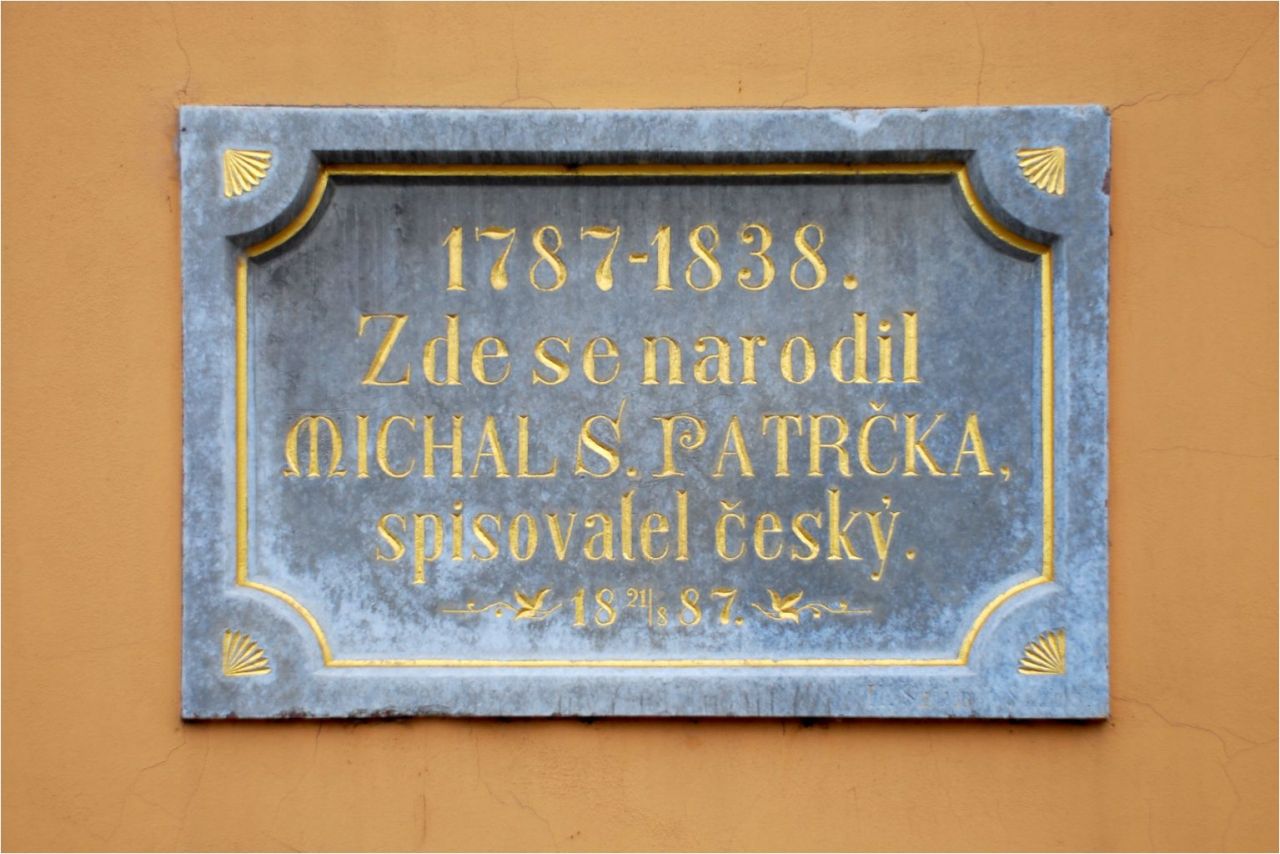 1787-1838.
Zde se narodil
MICHAL S. PATRČKA,
spisovatel český.
18 21/8 87.